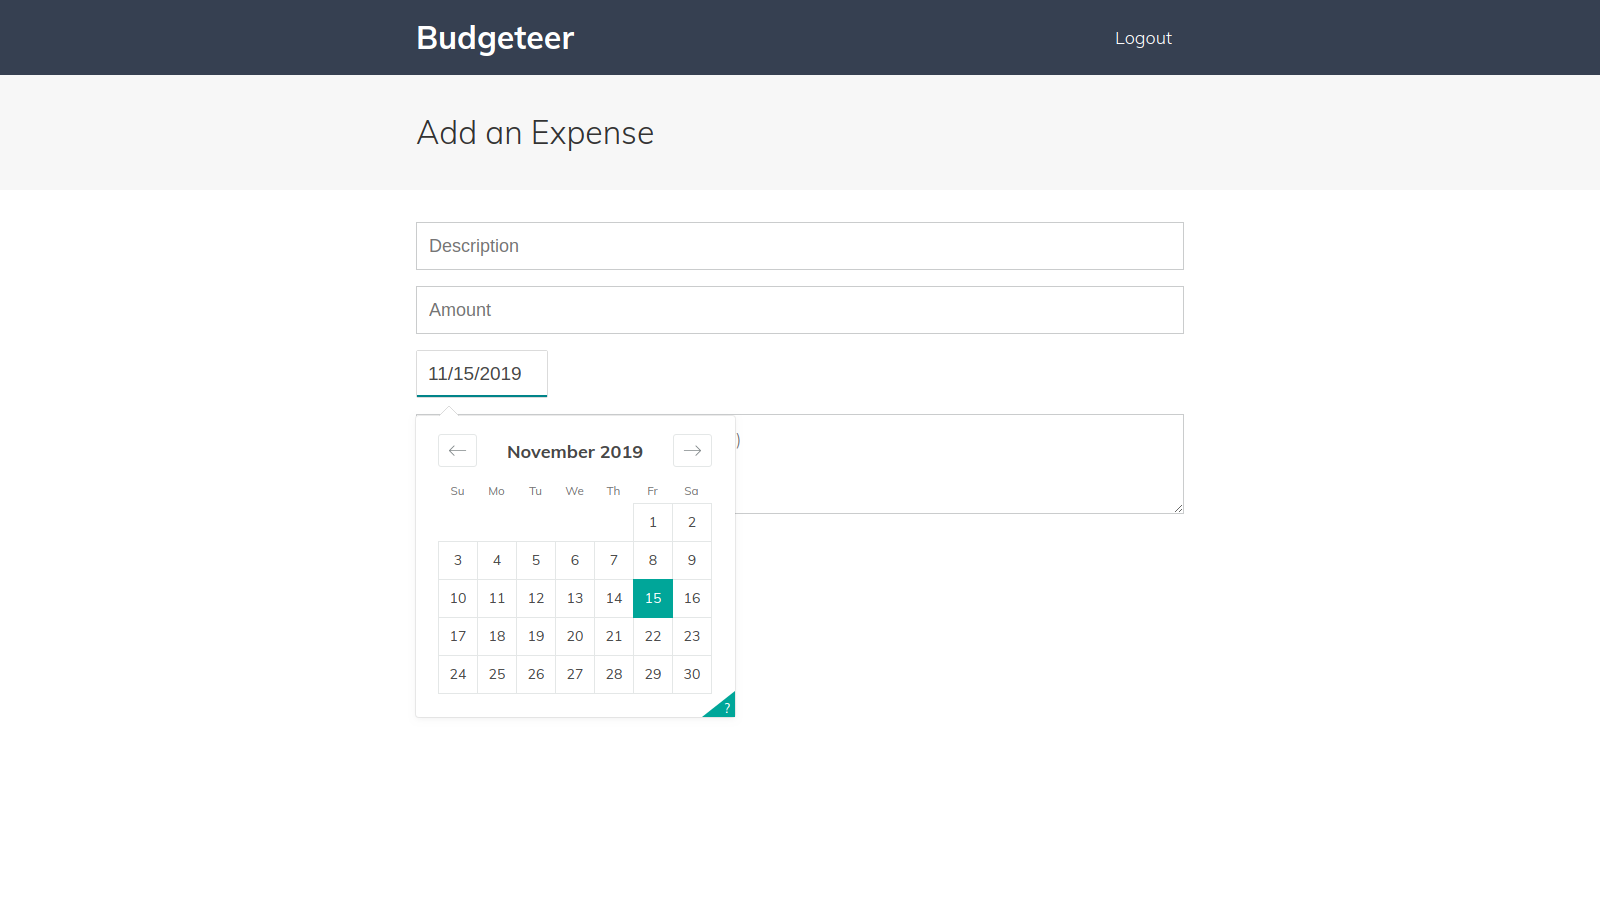 Budgeteer Logout
Add an Expense
Description
Amount
11/15/2019
)
November 2019
Su Mo Tu We Th Fr Sa
1 2
3 4 5 6 7 8 9
10 11 12 13 14 15 16
17 18 19 20 21 22 23
24 25 26 27 28 29 30
?